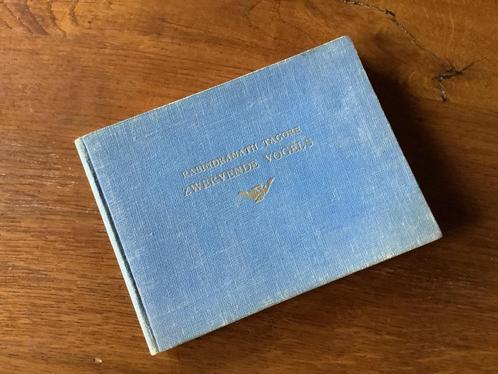 RABINDRANATH TAGORE
ZWERVENDE VOGELS